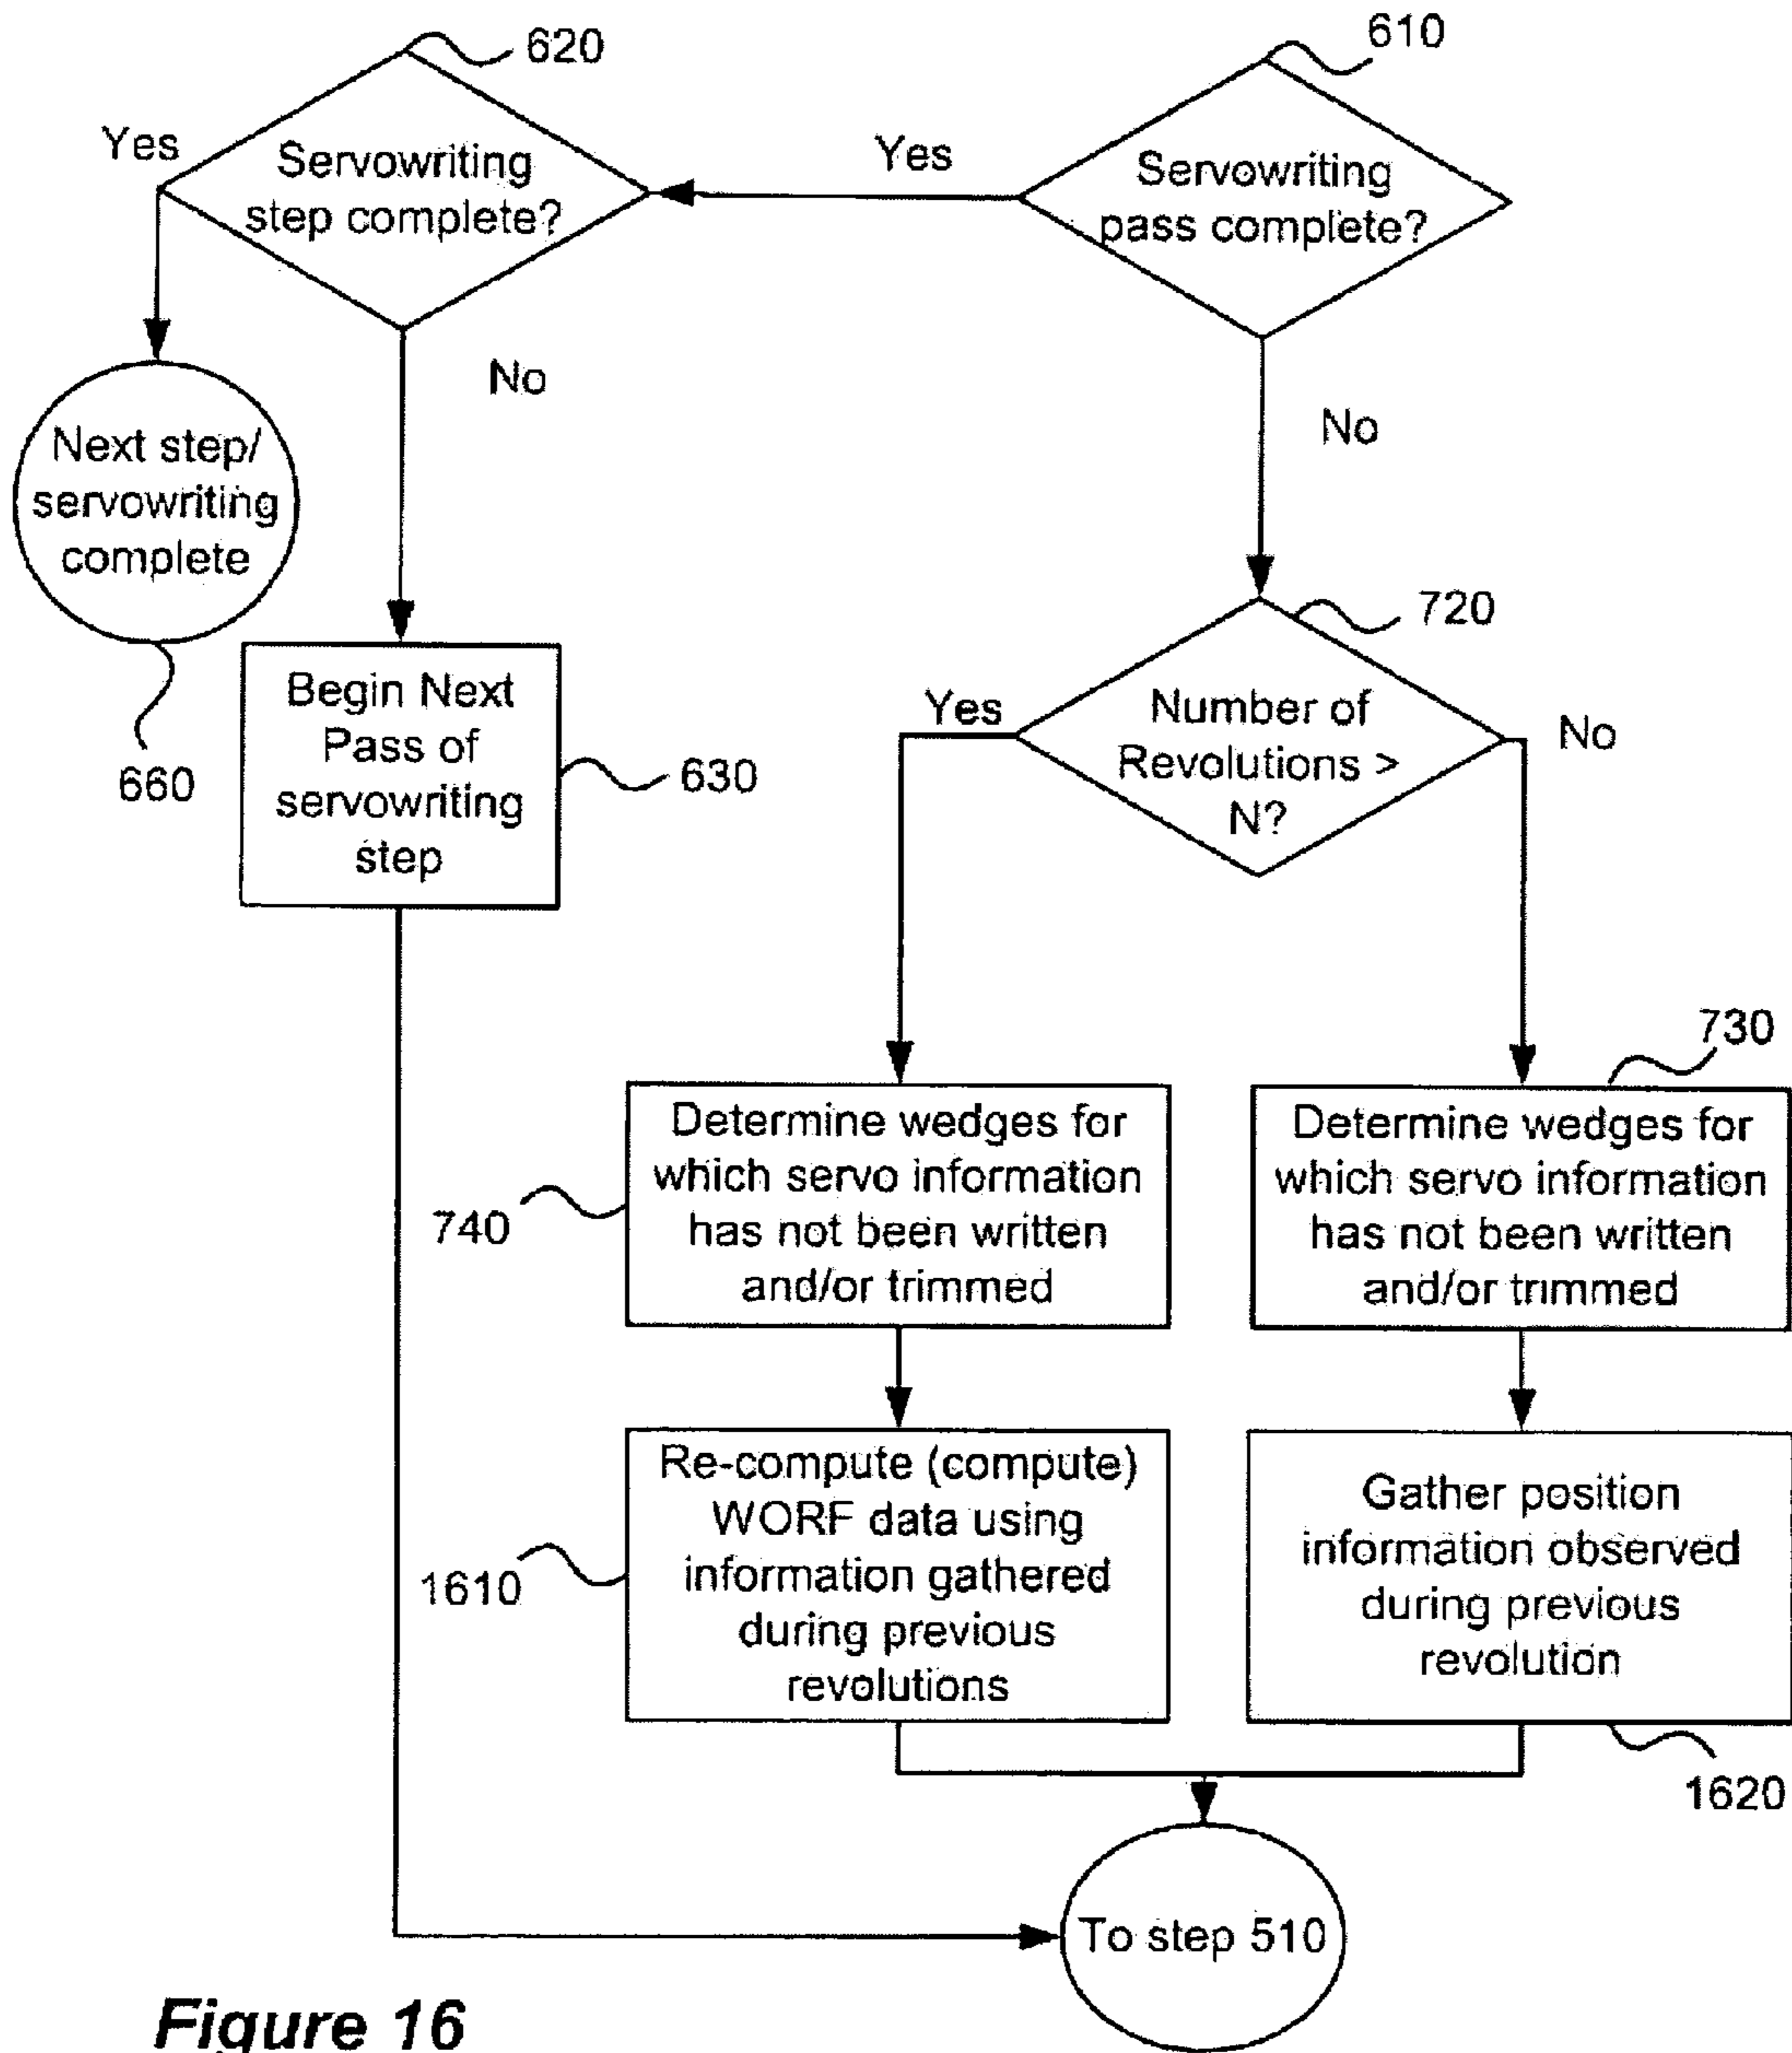 620
610
Yes
Servowriting
step complete?
Yes
Servowriting
pass complete?
No
No
Next step/
servowriting
complete
660
Begin Next
Pass of
servowriting
step
630
720
Yes
Number of
Revolutions >
N?
No
730
Determine wedges for
which servo information
has not been written
and/or trimmed
740
Determine wedges for
which servo information
has not been written
and/or trimmed
Re-compute (compute)
WORF data using
information gathered
during previous
revolutions
1610
Gather position
information observed
during previous
revolution
1620
To step 510
Figure 16